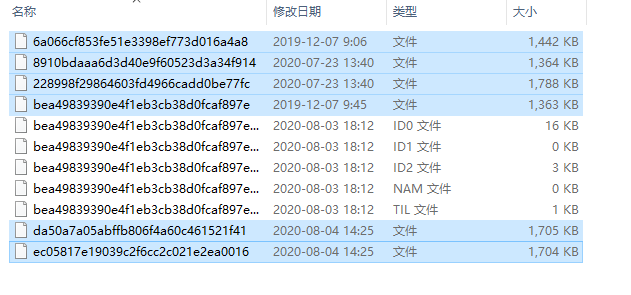 名称 修改日期 类型 大小
6a066cf853fe51e3398ef773d016a4a8 2019-12-07 9:06 文件 1,442 KB
8910bdaaa6d3d40e9f60523d3a34f914 2020-07-23 13:40 文件 1,364 KB
228998f29864603fd4966cadd0be77fc 2020-07-23 13:40 文件 1,788 KB
bea49839390e4f1eb3cb38d0fcaf897e 2019-12-07 9:45 文件 1,363 KB
bea49839390e4f1eb3cb38d0fcaf897e... 2020-08-03 18:12 ID0 文件 16 KB
bea49839390e4f1eb3cb38d0fcaf897e... 2020-08-03 18:12 ID1 文件 0 KB
bea49839390e4f1eb3cb38d0fcaf897e... 2020-08-03 18:12 ID2 文件 3 KB
bea49839390e4f1eb3cb38d0fcaf897e... 2020-08-03 18:12 NAM 文件 0 KB
bea49839390e4f1eb3cb38d0fcaf897e... 2020-08-03 18:12 TIL 文件 1 KB
da50a7a05abffb806f4a60c461521f41 2020-08-04 14:25 文件 1,705 KB
ec05817e19039c2f6cc2c021e2ea0016 2020-08-04 14:25 文件 1,704 KB